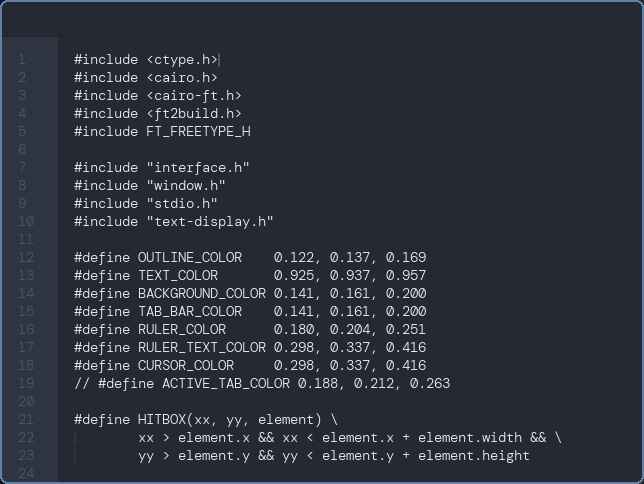 1 #include <ctype.h>
2 #include <cairo.h>
3 #include <cairo-ft.h>
4 #include <ft2build.h>
5 #include FT_FREETYPE_H
6
7 #include "interface.h"
8 #include "window.h"
9 #include "stdio.h"
10 #include "text-display.h"
11
12 #define OUTLINE_COLOR    0.122, 0.137, 0.169
13 #define TEXT_COLOR       0.925, 0.937, 0.957
14 #define BACKGROUND_COLOR 0.141, 0.161, 0.200
15 #define TAB_BAR_COLOR    0.141, 0.161, 0.200
16 #define RULER_COLOR      0.180, 0.204, 0.251
17 #define RULER_TEXT_COLOR 0.298, 0.337, 0.416
18 #define CURSOR_COLOR     0.298, 0.337, 0.416
19 // #define ACTIVE_TAB_COLOR 0.188, 0.212, 0.263
20
21 #define HITBOX(xx, yy, element) \
22         xx > element.x && xx < element.x + element.width && \
23         yy > element.y && yy < element.y + element.height
24